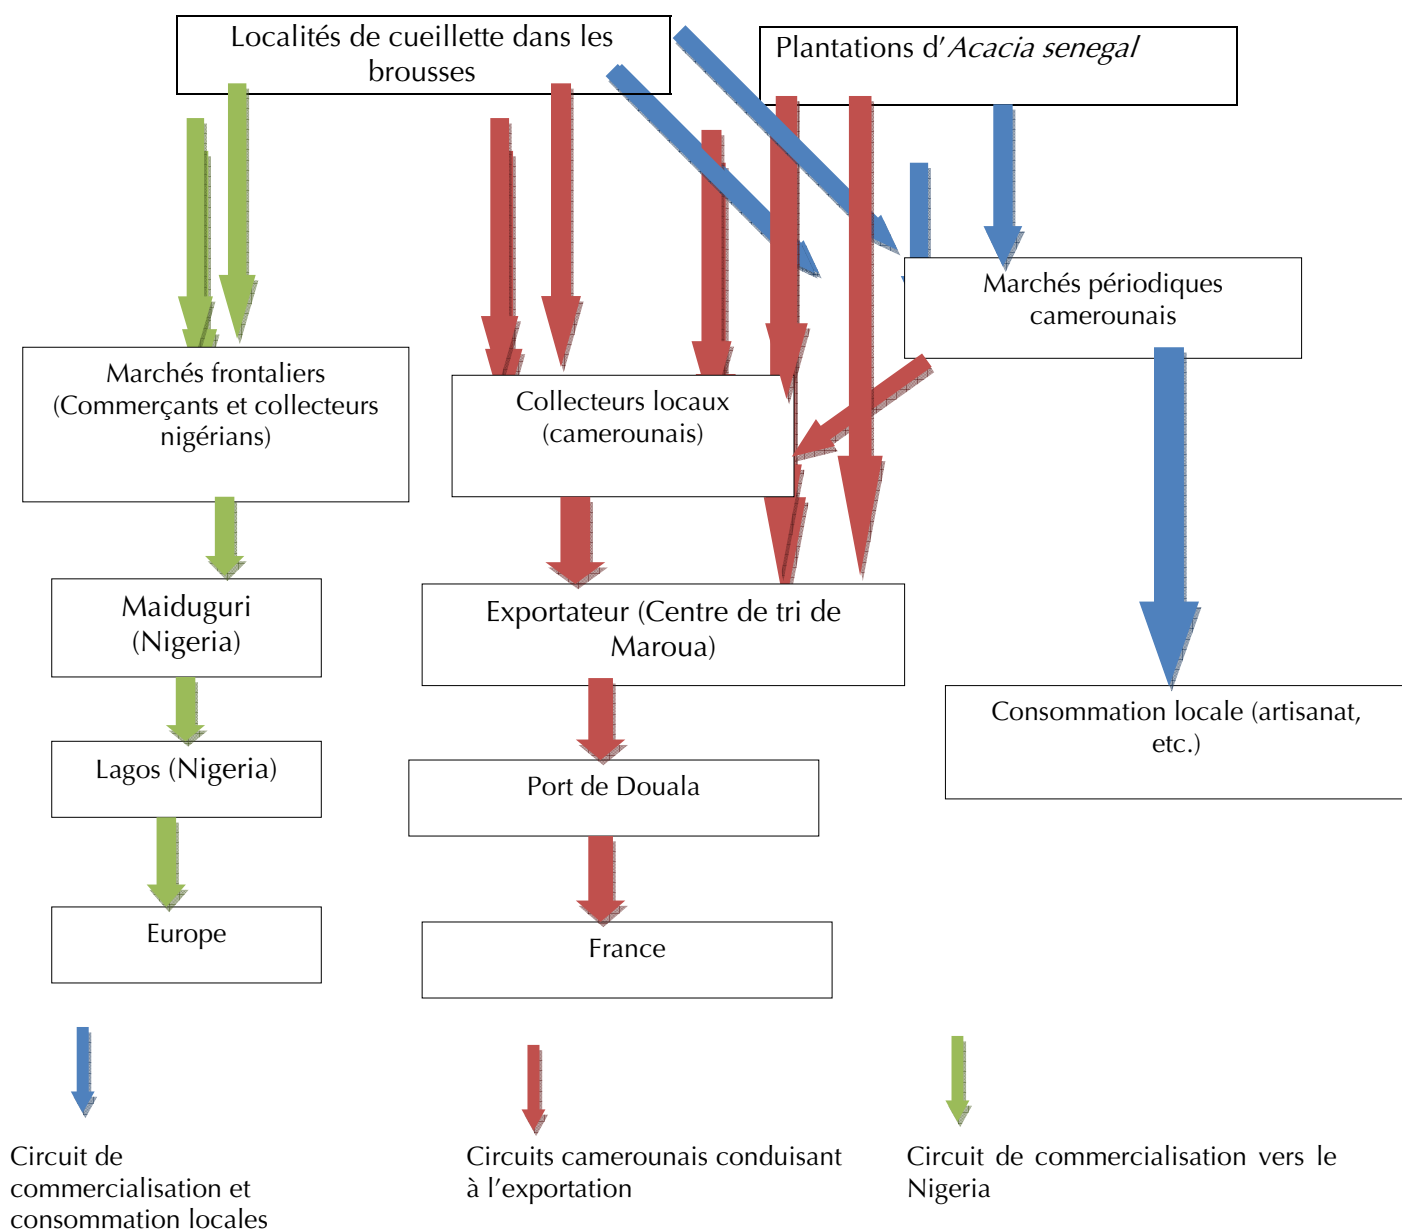 Localités de cueillette dans les
brousses
Plantations d’Acacia senegal
Marchés périodiques
camerounais
Marchés frontaliers
(Commerçants et collecteurs
nigérians)
Collecteurs locaux
(camerounais)
Maiduguri
(Nigeria)
Exportateur (Centre de tri de
Maroua)
Consommation locale (artisanat,
etc.)
Lagos (Nigeria)
Port de Douala
Europe
France
Circuit de
commercialisation et
consommation locales
Circuits camerounais conduisant
à l’exportation
Circuit de commercialisation vers le
Nigeria